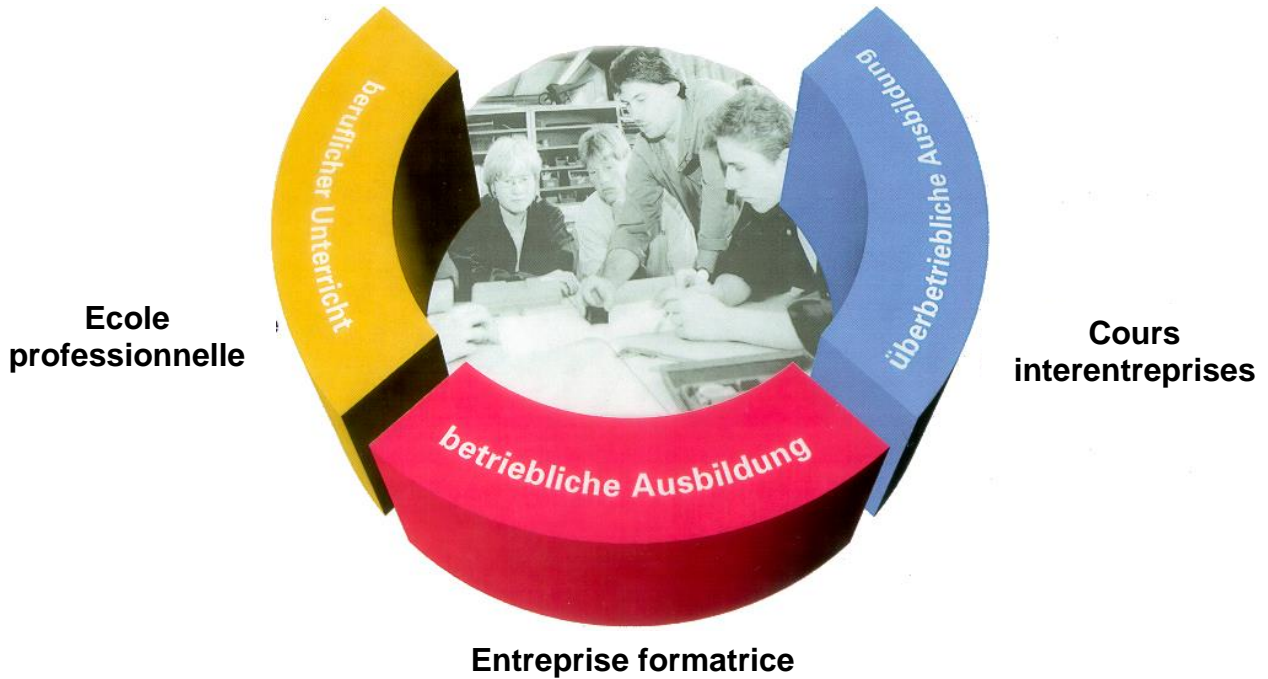 beruflicher Unterricht
überbetriebliche Ausbildung
Ecole
professionnelle
Cours
interentreprises
betriebliche Ausbildung
Entreprise formatrice